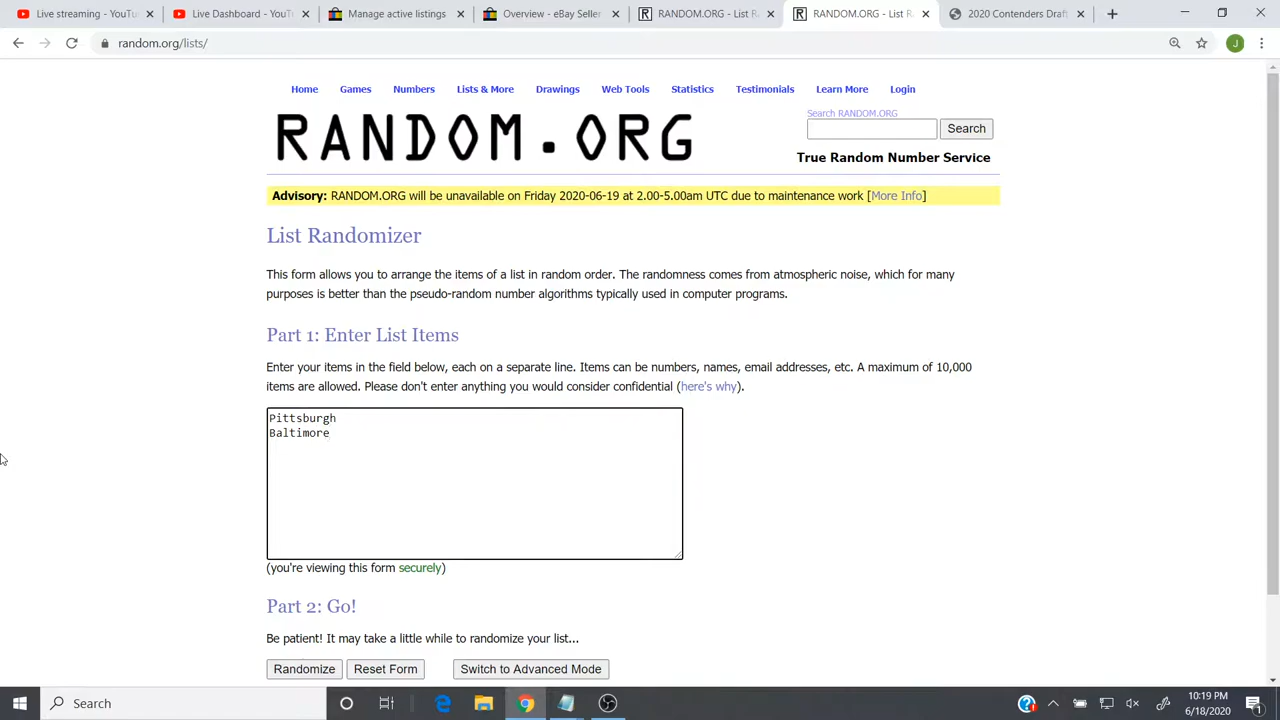 Live streaming - YouTu
Live Dashboard - YouT
Manage active listings
Overview - eBay Seller
RANDOM.ORG - List R
RANDOM.ORG - List R
2020 Contenders Draft
random.org/lists/
J
Home Games Numbers Lists & More Drawings Web Tools Statistics Testimonials Learn More Login
RANDOM.ORG
Search RANDOM.ORG
Search
True Random Number Service
Advisory: RANDOM.ORG will be unavailable on Friday 2020-06-19 at 2.00-5.00am UTC due to maintenance work [More Info]
List Randomizer
This form allows you to arrange the items of a list in random order. The randomness comes from atmospheric noise, which for many
purposes is better than the pseudo-random number algorithms typically used in computer programs.
Part 1: Enter List Items
Enter your items in the field below, each on a separate line. Items can be numbers, names, email addresses, etc. A maximum of 10,000
items are allowed. Please don't enter anything you would consider confidential (here's why).
Pittsburgh
Baltimore
(you're viewing this form securely)
Part 2: Go!
Be patient! It may take a little while to randomize your list...
Randomize Reset Form Switch to Advanced Mode
Search
10:19 PM
6/18/2020
1